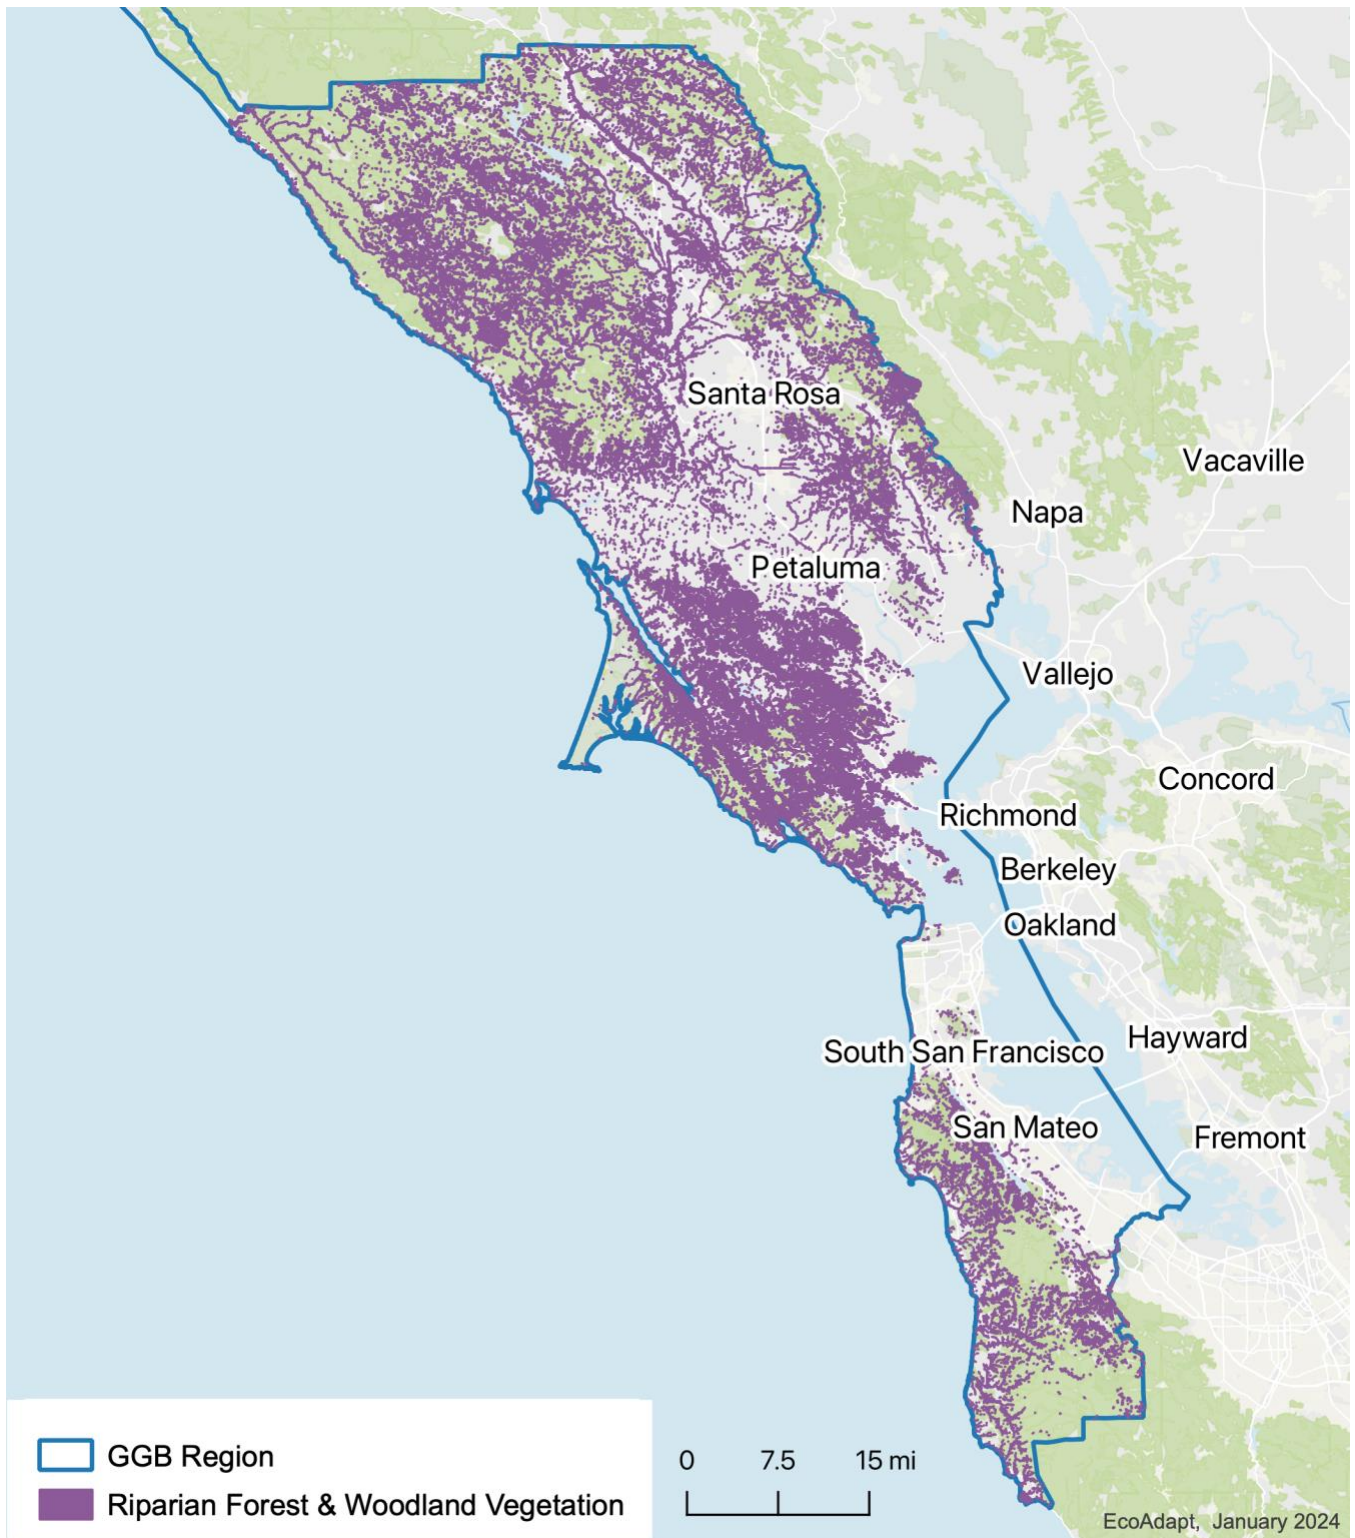 Santa Rosa
Vacaville
Napa
Petaluma
Vallejo
Concord
Richmond
Berkeley
Oakland
Hayward
South San Francisco
San Mateo
Fremont
GGB Region
Riparian Forest & Woodland Vegetation
0 7.5 15 mi
EcoAdapt, January 2024